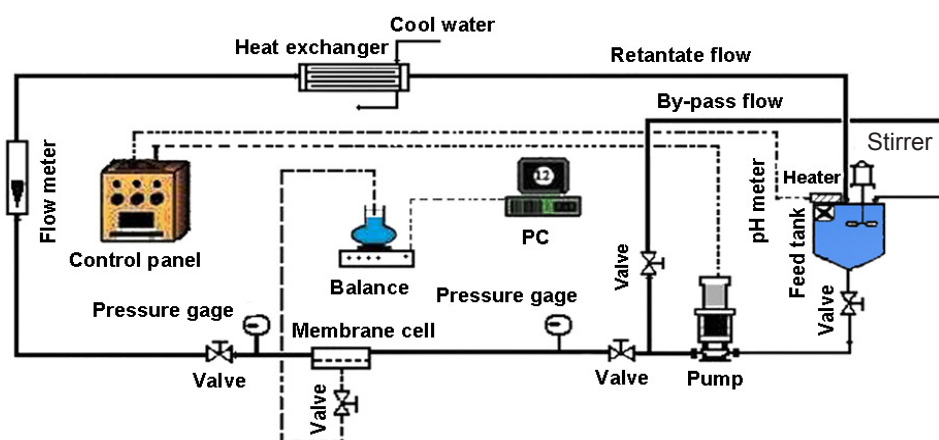 Cool water
Heat exchanger
Retantate flow
By-pass flow
Stirrer
Flow meter
pH meter
Heater
12
Control panel
Balance
PC
Valve
Feed tank
Valve
Pressure gage
Pressure gage
Membrane cell
Valve
Valve
Valve
Pump